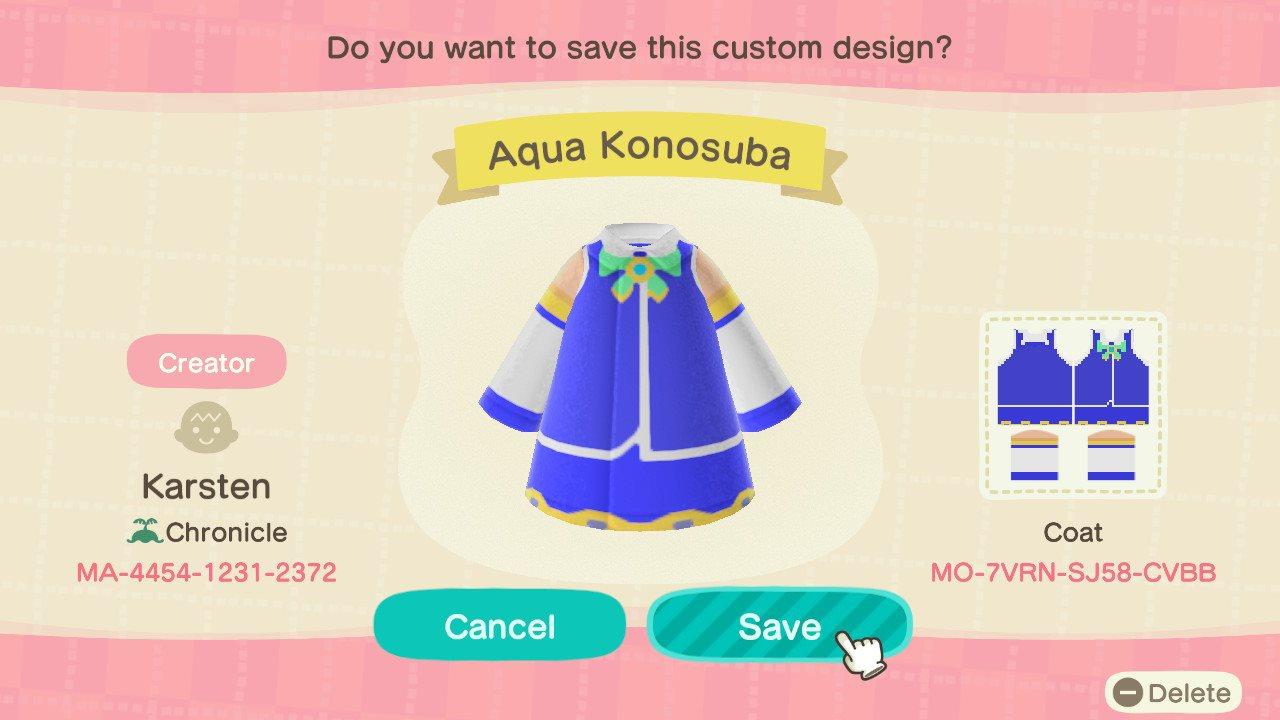 Do you want to save this custom design?
Aqua Konosuba
Creator
Karsten
Chronicle
MA-4454-1231-2372
Coat
MO-7VRN-SJ58-CVBB
Cancel
Save
Delete